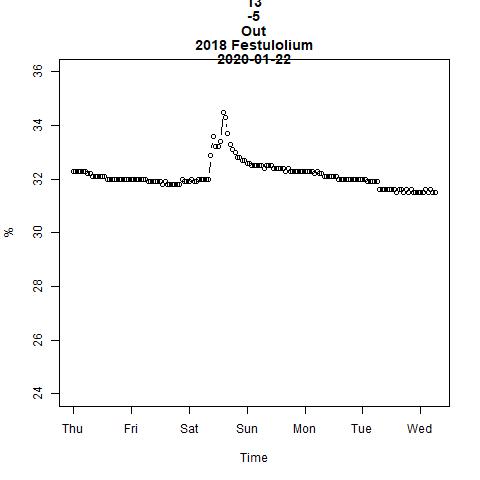 13
-5
Out
2018 Festulolium
2020-01-22
36
34
32
30
28
26
24
%
Thu Fri Sat Sun Mon Tue Wed
Time